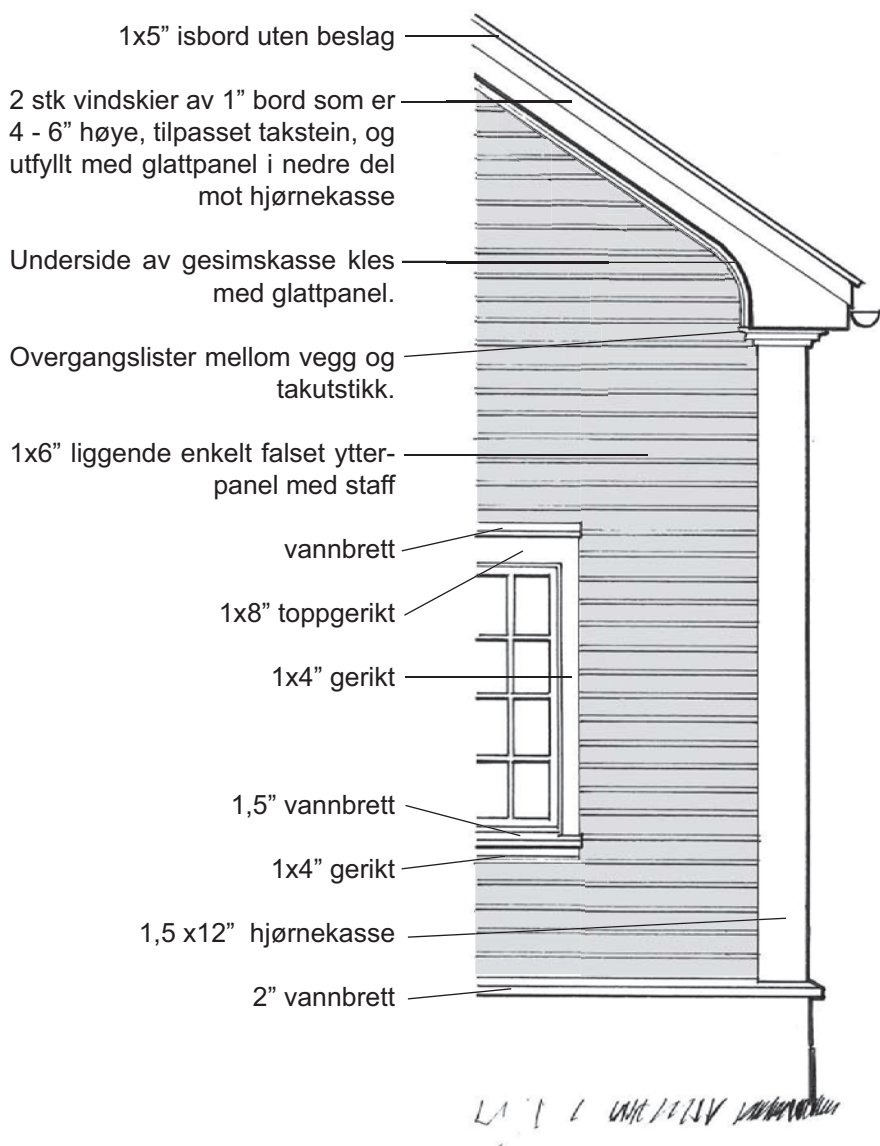 1x5” isbord uten beslag
2 stk vindskier av 1” bord som er
4 - 6” høye, tilpasset takstein, og
utfyllt med glattpanel i nedre del
mot hjørnekasse
Underside av gesimskasse kles
med glattpanel.
Overgangslister mellom vegg og
takutstikk.
1x6” liggende enkelt falset ytter-
panel med staff
vannbrett
1x8” toppgerikt
1x4” gerikt
1,5” vannbrett
1x4” gerikt
1,5 x12” hjørnekasse
2” vannbrett